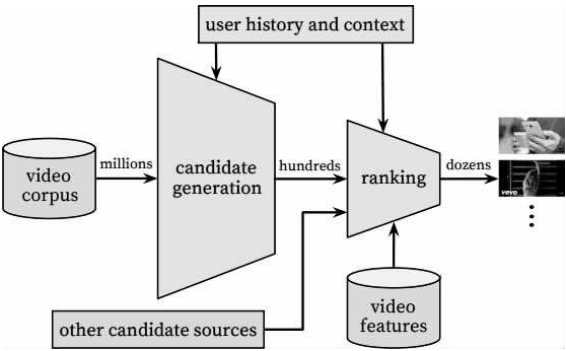 user history and context
video
corpus
millions
candidate
generation
hundreds
ranking
dozens
vevo
other candidate sources
video
features